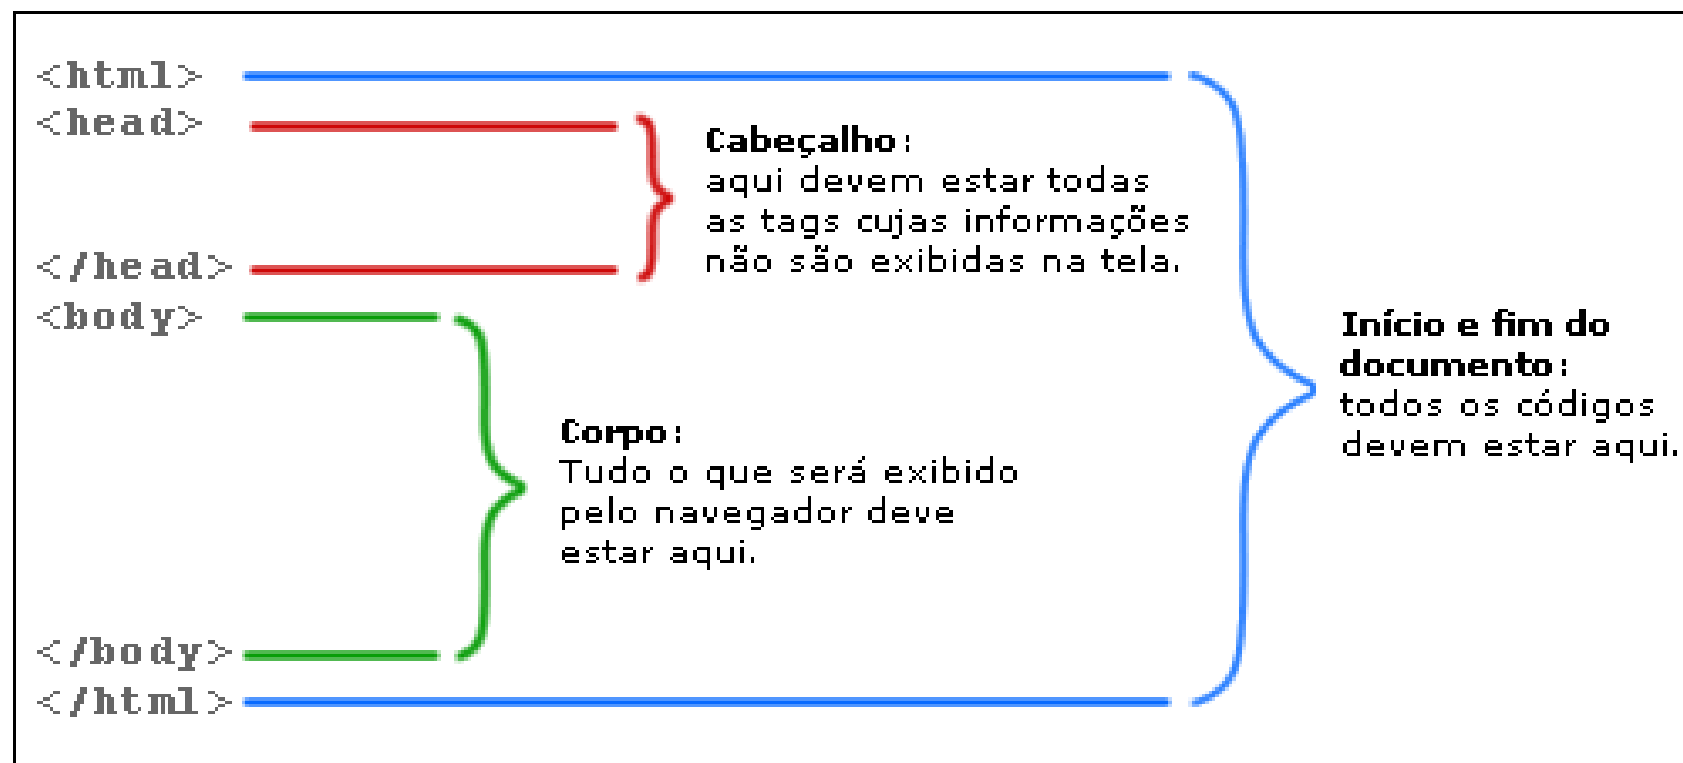 <html>
<head>
Cabeçalho:
aqui devem estar todas
as tags cujas informações
não são exibidas na tela.
</head>
<body>
Início e fim do
documento:
todos os códigos
devem estar aqui.
Corpo:
Tudo o que será exibido
pelo navegador deve
estar aqui.
</body>
</html>